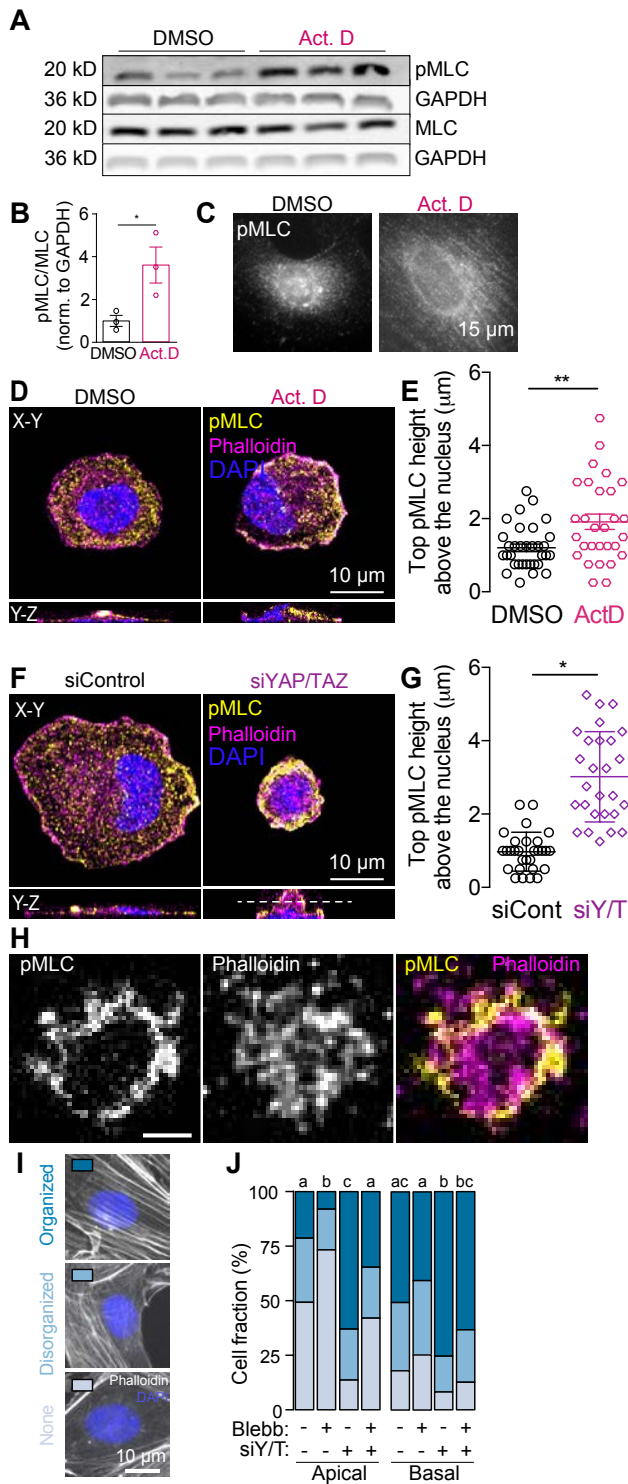 A
DMSO Act. D
20 kD pMLC
36 kD GAPDH
20 kD MLC
36 kD GAPDH
B
pMLC/MLC
(norm. to GAPDH)
6
4
2
0
*
DMSO Act.D
C
DMSO Act. D
pMLC
15 µm
D
DMSO Act. D
X-Y
pMLC
Phalloidin
DAPI
10 µm
Y-Z
E
Top pMLC height
above the nucleus (µm)
6
4
2
0
**
DMSO ActD
F
siControl siYAP/TAZ
X-Y
pMLC
Phalloidin
DAPI
10 µm
Y-Z
G
Top pMLC height
above the nucleus (µm)
6
4
2
0
*
siCont siY/T
H
pMLC Phalloidin pMLC Phalloidin
I
Organized
Disorganized
None
Phalloidin
DAPI
10 µm
J
a b c a ac a b bc
Cell fraction (%)
100
75
50
25
0
Blebb: - + - + - + - +
siY/T: - - + + - - + +
Apical Basal